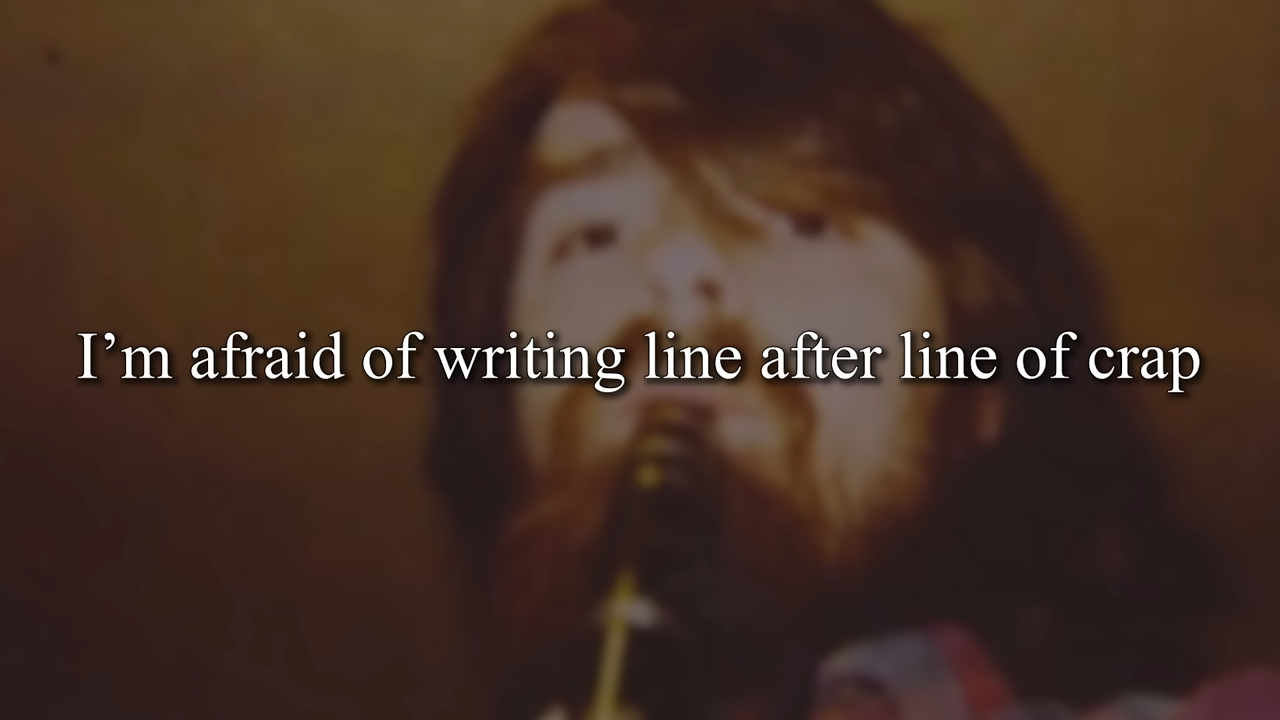 I’m afraid of writing line after line of crap